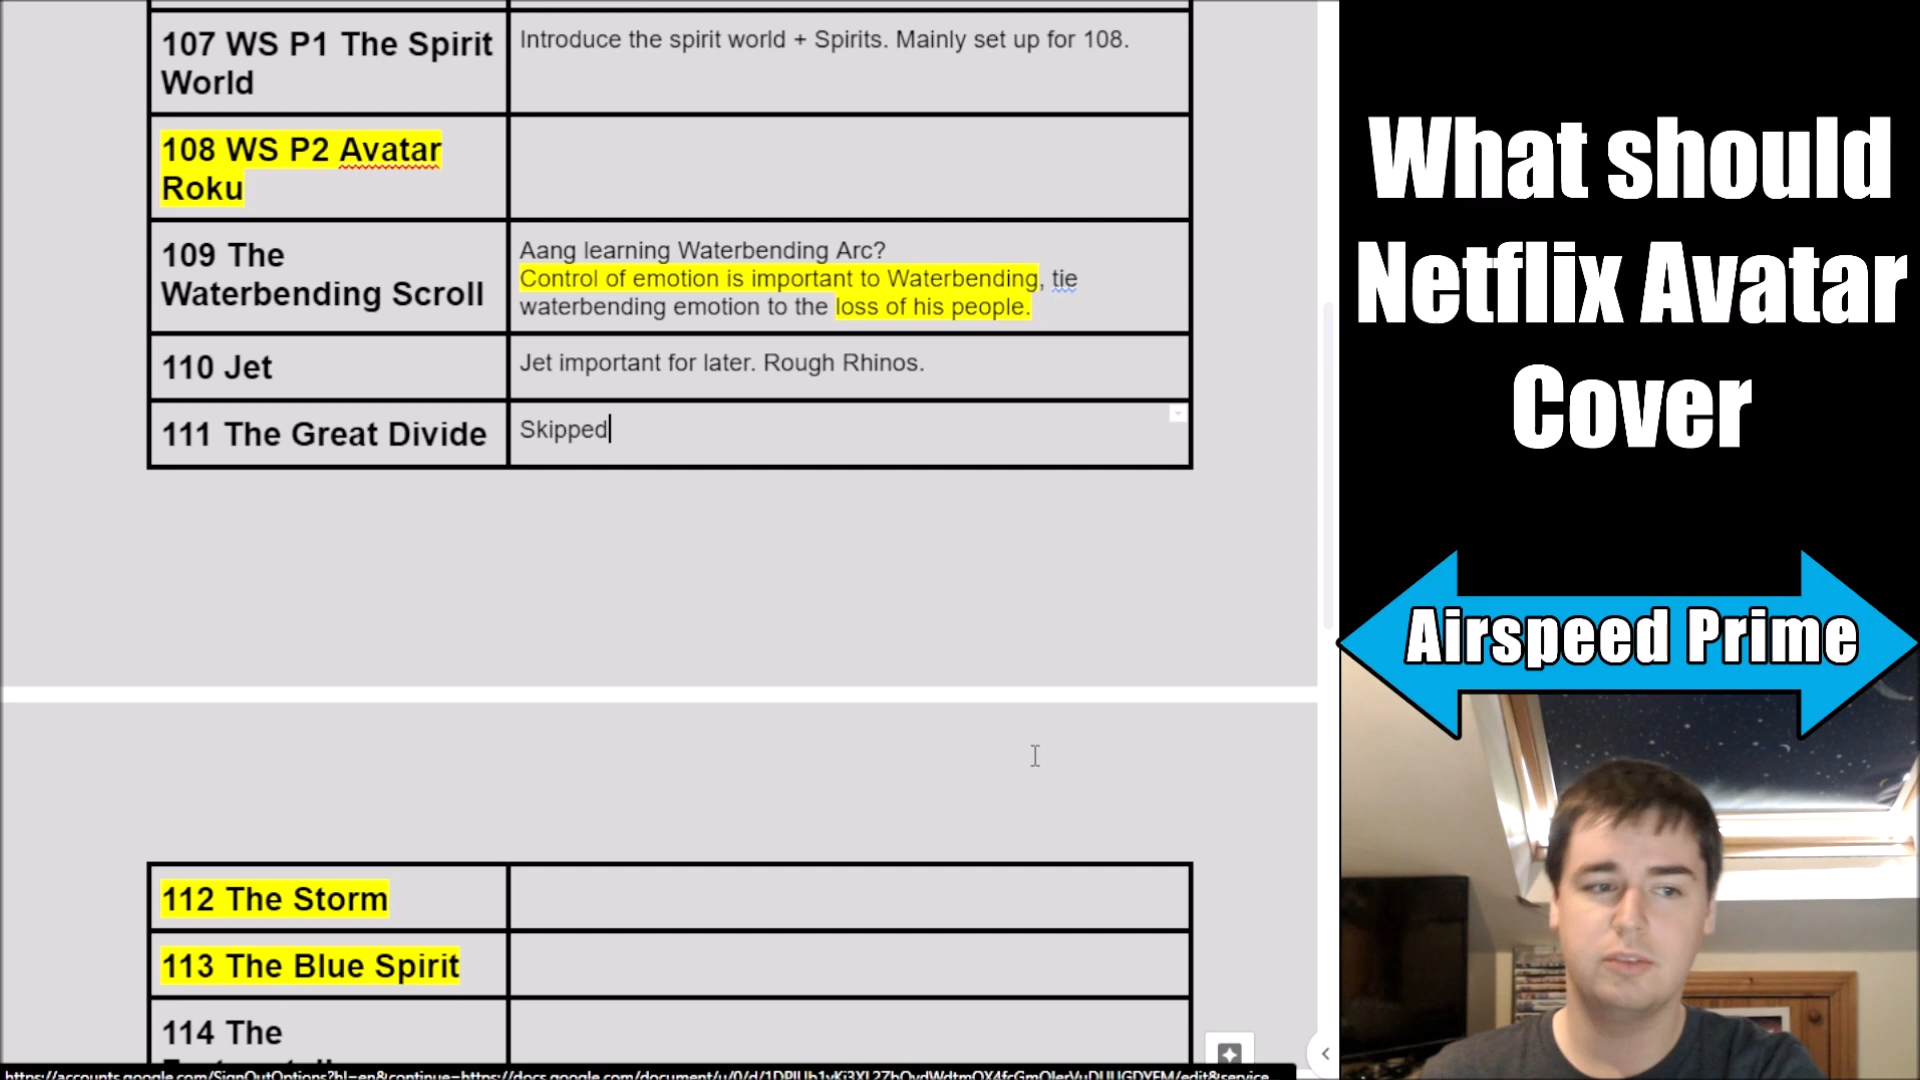 107 WS P1 The Spirit
World
Introduce the spirit world + Spirits. Mainly set up for 108.
108 WS P2 Avatar
Roku
109 The
Waterbending Scroll
Aang learning Waterbending Arc?
Control of emotion is important to Waterbending, tie
waterbending emotion to the loss of his people.
110 Jet
Jet important for later. Rough Rhinos.
111 The Great Divide
Skipped
112 The Storm
113 The Blue Spirit
114 The
What should
Netflix Avatar
Cover
Airspeed Prime